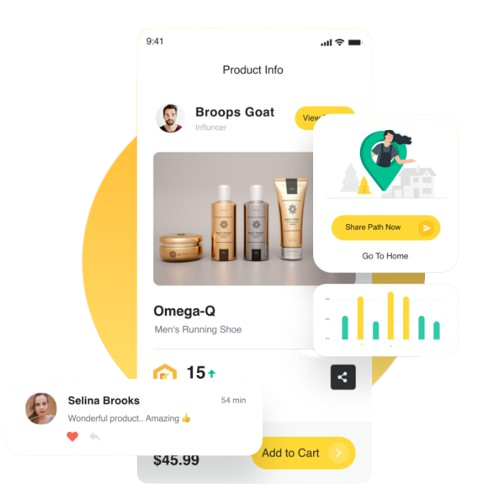 9:41
Product Info
Broops Goat
Influncer
View
Share Path Now
Go To Home
Omega-Q
Men's Running Shoe
15
Selina Brooks
54 min
Wonderful product.. Amazing 👍
$45.99
Add to Cart